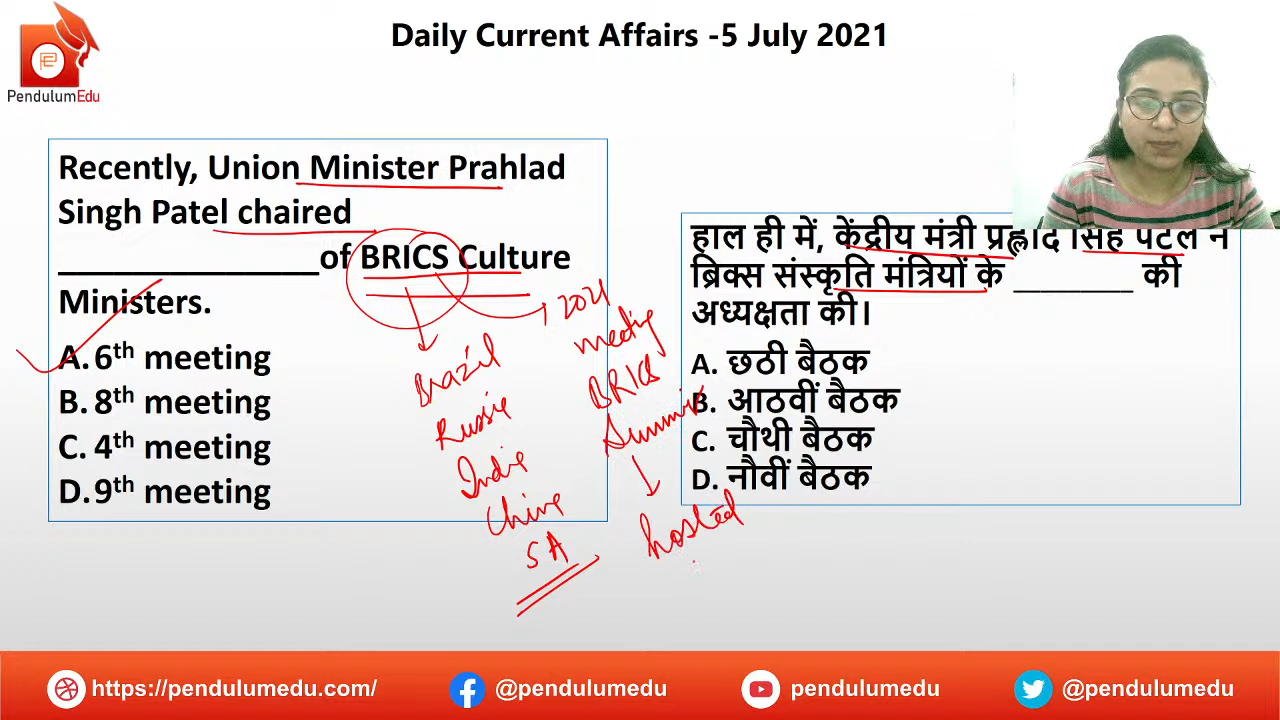 Daily Current Affairs -5 July 2021
PendulumEdu
Recently, Union Minister Prahlad
Singh Patel chaired
______________of BRICS Culture
Ministers.
A. 6th meeting
B. 8th meeting
C. 4th meeting
D. 9th meeting
Brazil
Russia
India
China
SA
2021
meeting
BRICS
Summit
hosted
हाल ही में, केंद्रीय मंत्री प्रह्लाद सिंह पटेल ने
ब्रिक्स संस्कृति मंत्रियों के ________ की
अध्यक्षता की।
A. छठी बैठक
B. आठवीं बैठक
C. चौथी बैठक
D. नौवीं बैठक
https://pendulumedu.com/
@pendulumedu
pendulumedu
@pendulumedu